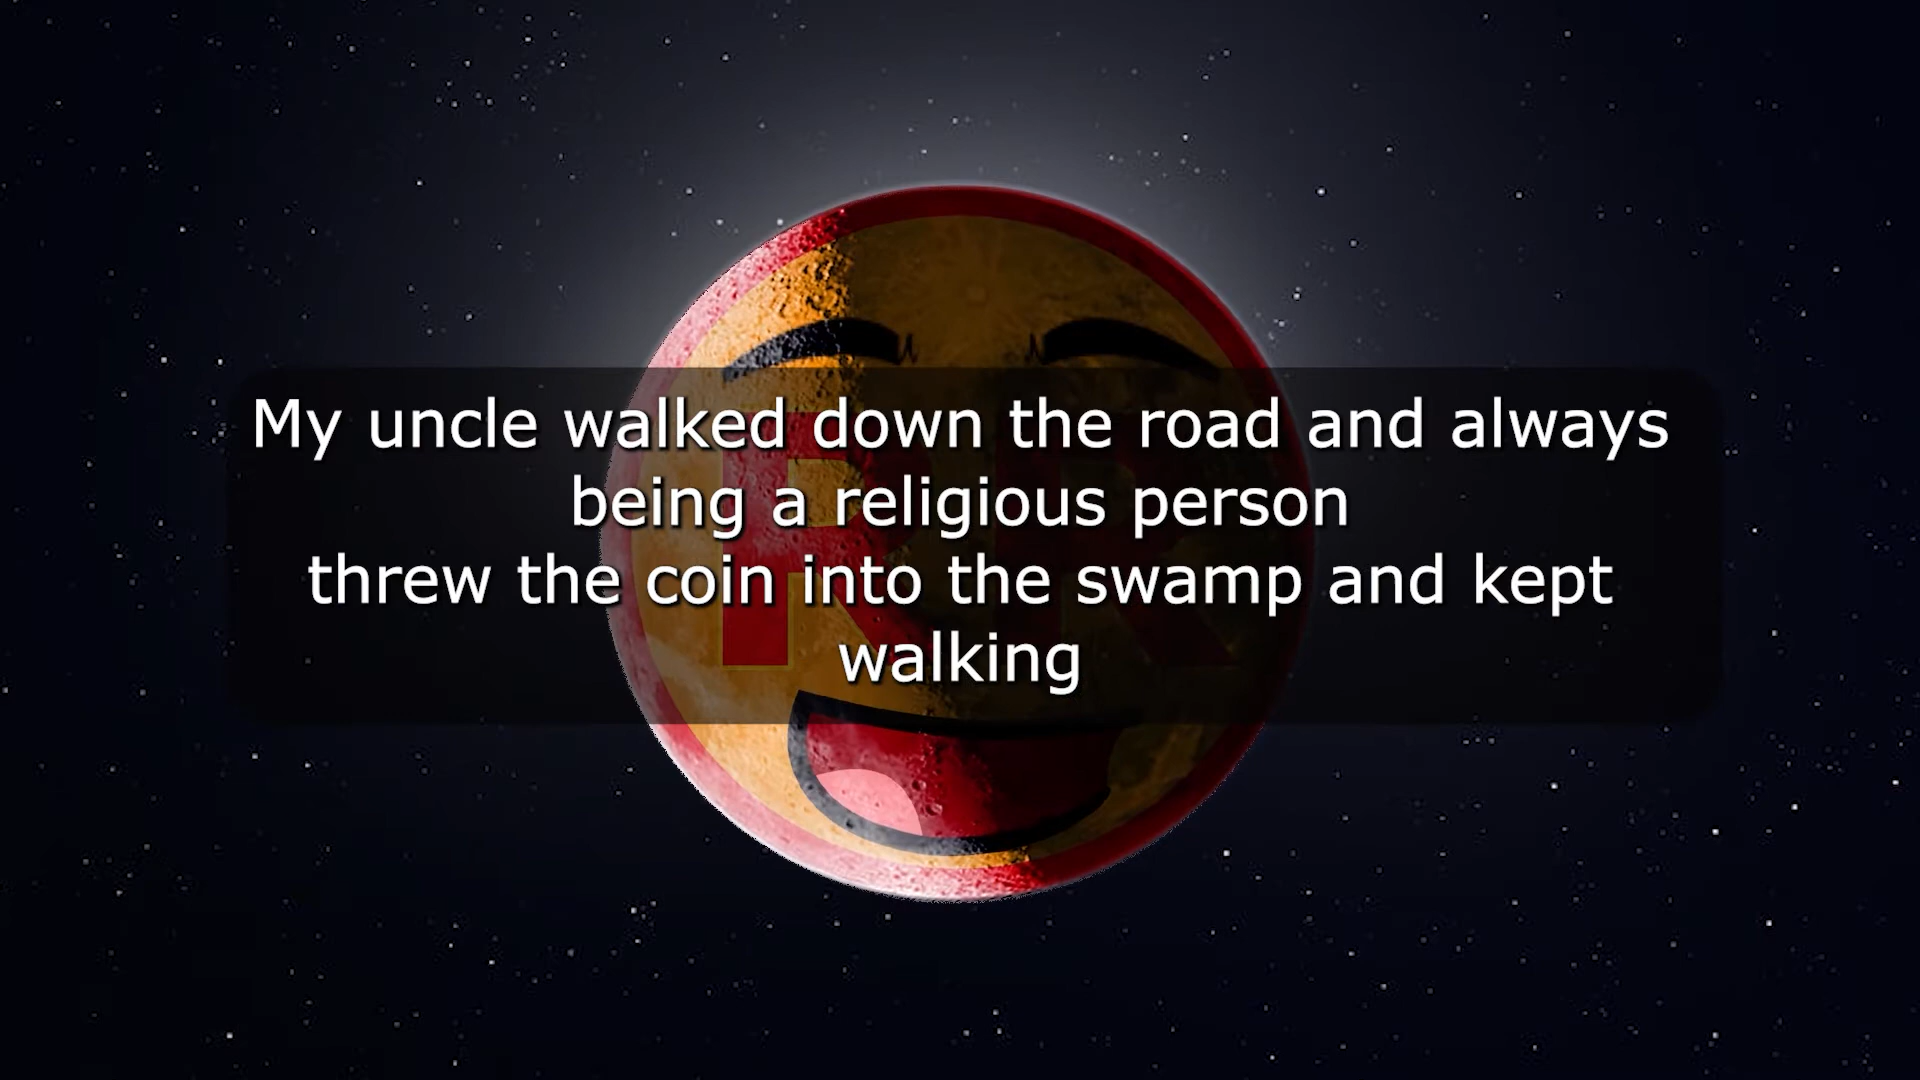 My uncle walked down the road and always
being a religious person
threw the coin into the swamp and kept
walking
RR